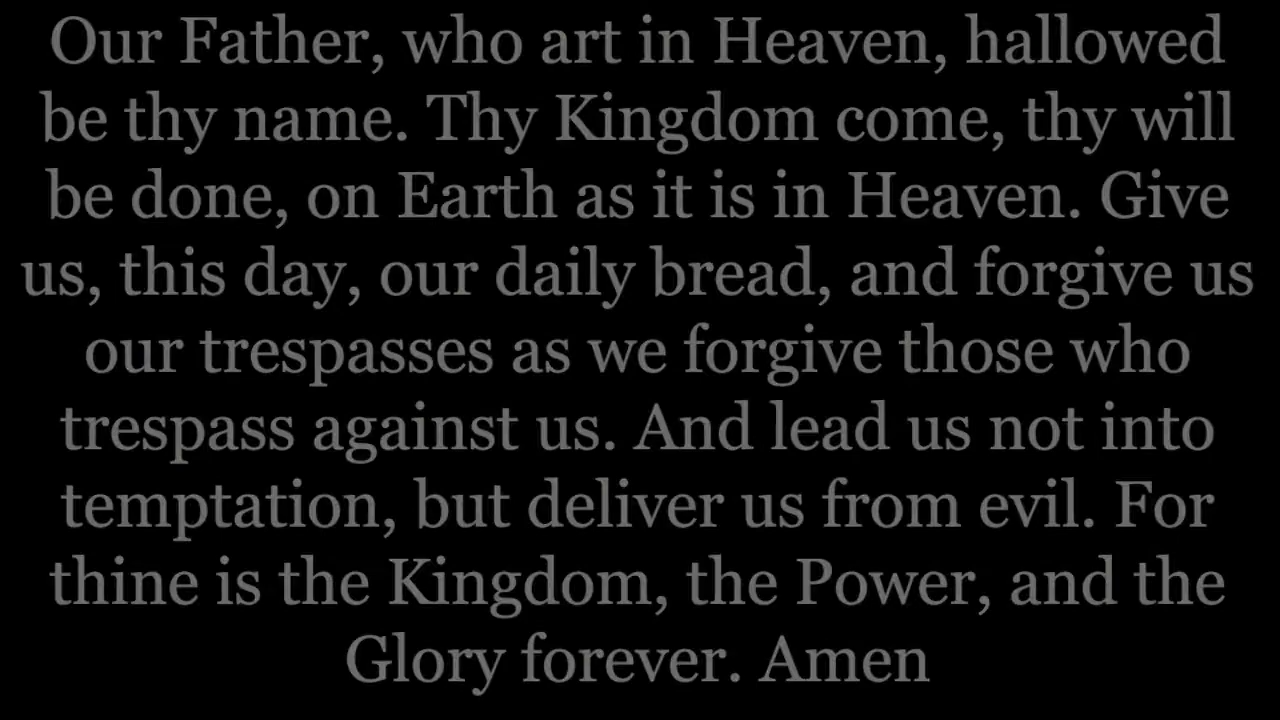 Our Father, who art in Heaven, hallowed
be thy name. Thy Kingdom come, thy will
be done, on Earth as it is in Heaven. Give
us, this day, our daily bread, and forgive us
our trespasses as we forgive those who
trespass against us. And lead us not into
temptation, but deliver us from evil. For
thine is the Kingdom, the Power, and the
Glory forever. Amen